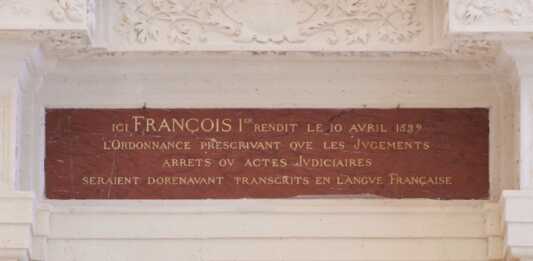 ICI FRANÇOIS IER RENDIT LE 10 AVRIL 1539
L'ORDONNANCE PRESCRIVANT QVE LES JVGEMENTS
ARRETS OV ACTES JVDICIAIRES
SERAIENT DORENAVANT TRANSCRITS EN LANGVE FRANÇAISE